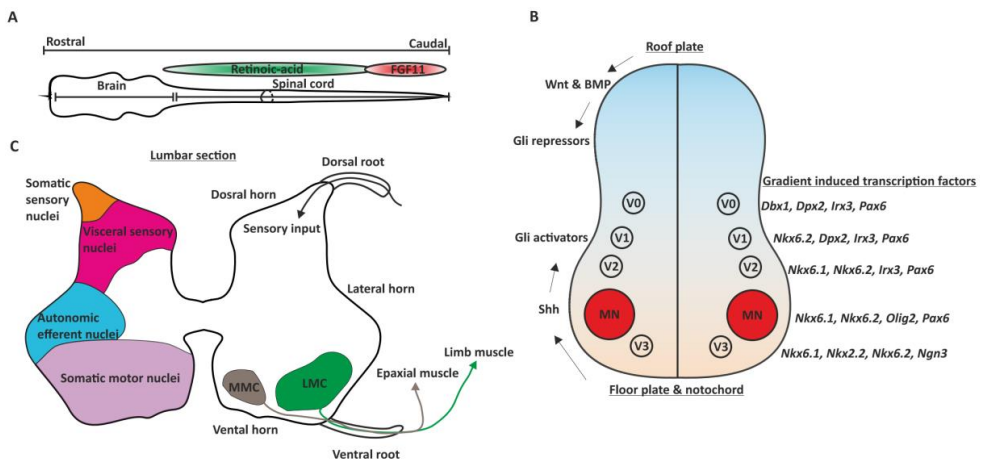 A
Rostral
Caudal
Retinoic-acid
FGF11
Brain
Spinal cord
B
Roof plate
Wnt & BMP
Gli repressors
Gradient induced transcription factors
V0
V0
Dbx1, Dpx2, Irx3, Pax6
Gli activators
V1
V1
Nkx6.2, Dpx2, Irx3, Pax6
V2
V2
Nkx6.1, Nkx6.2, Irx3, Pax6
Shh
MN
MN
Nkx6.1, Nkx6.2, Olig2, Pax6
V3
V3
Nkx6.1, Nkx2.2, Nkx6.2, Ngn3
Floor plate & notochord
C
Lumbar section
Somatic
sensory
nuclei
Visceral sensory
nuclei
Autonomic
efferent nuclei
Somatic motor nuclei
Dorsal root
Dosral horn
Sensory input
Lateral horn
Limb muscle
Epaxial muscle
MMC
LMC
Vental horn
Ventral root